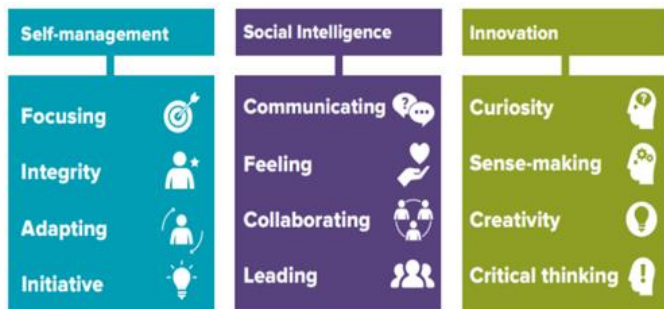 Self-management
Focusing
Integrity
Adapting
Initiative
Social Intelligence
Communicating
Feeling
Collaborating
Leading
Innovation
Curiosity
Sense-making
Creativity
Critical thinking